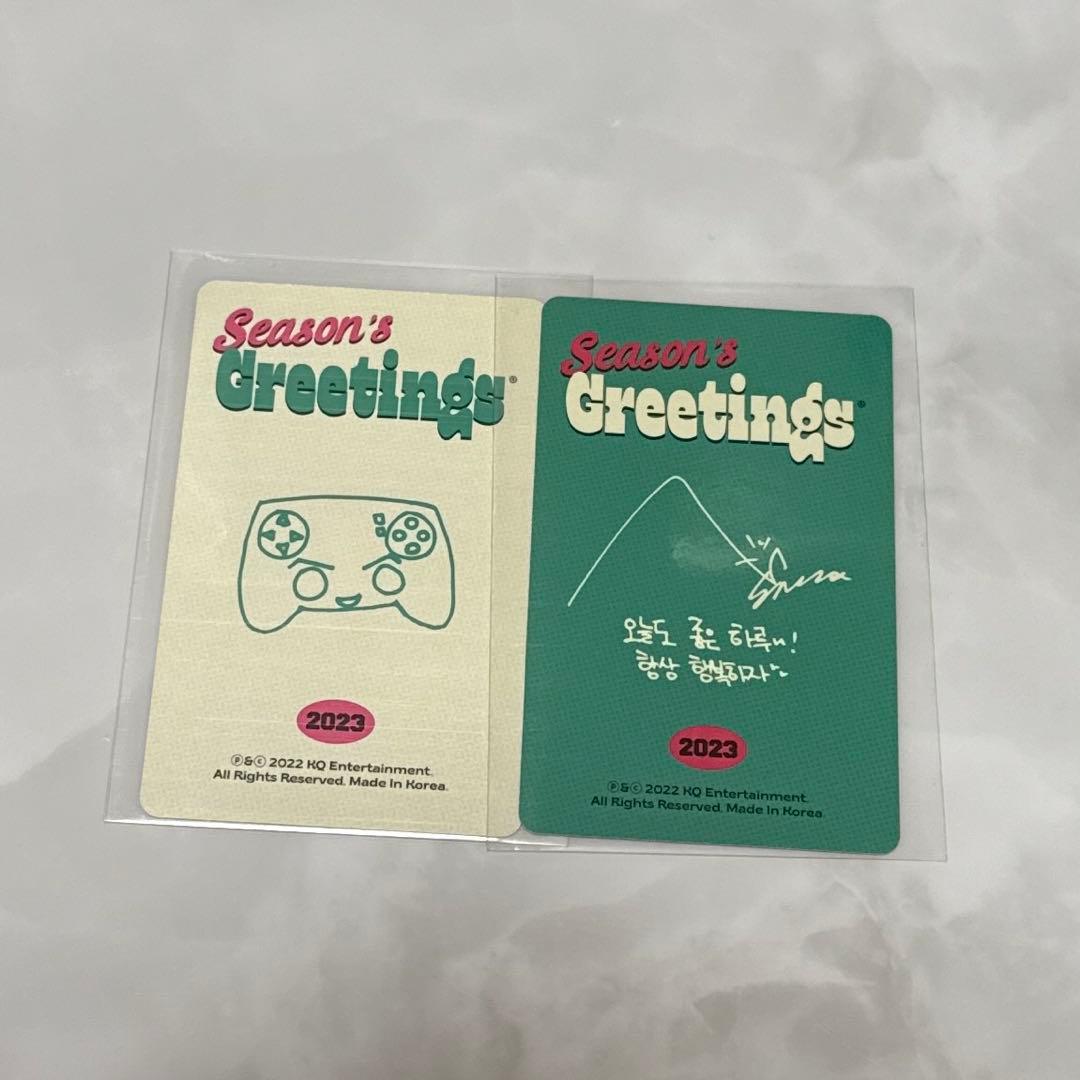 Season's
Greetings®
2023
℗&© 2022 KQ Entertainment.
All Rights Reserved. Made In Korea.
Season's
Greetings®
오늘도 좋은 하루!
항상 행복하자
2023
℗&© 2022 KQ Entertainment.
All Rights Reserved. Made In Korea.